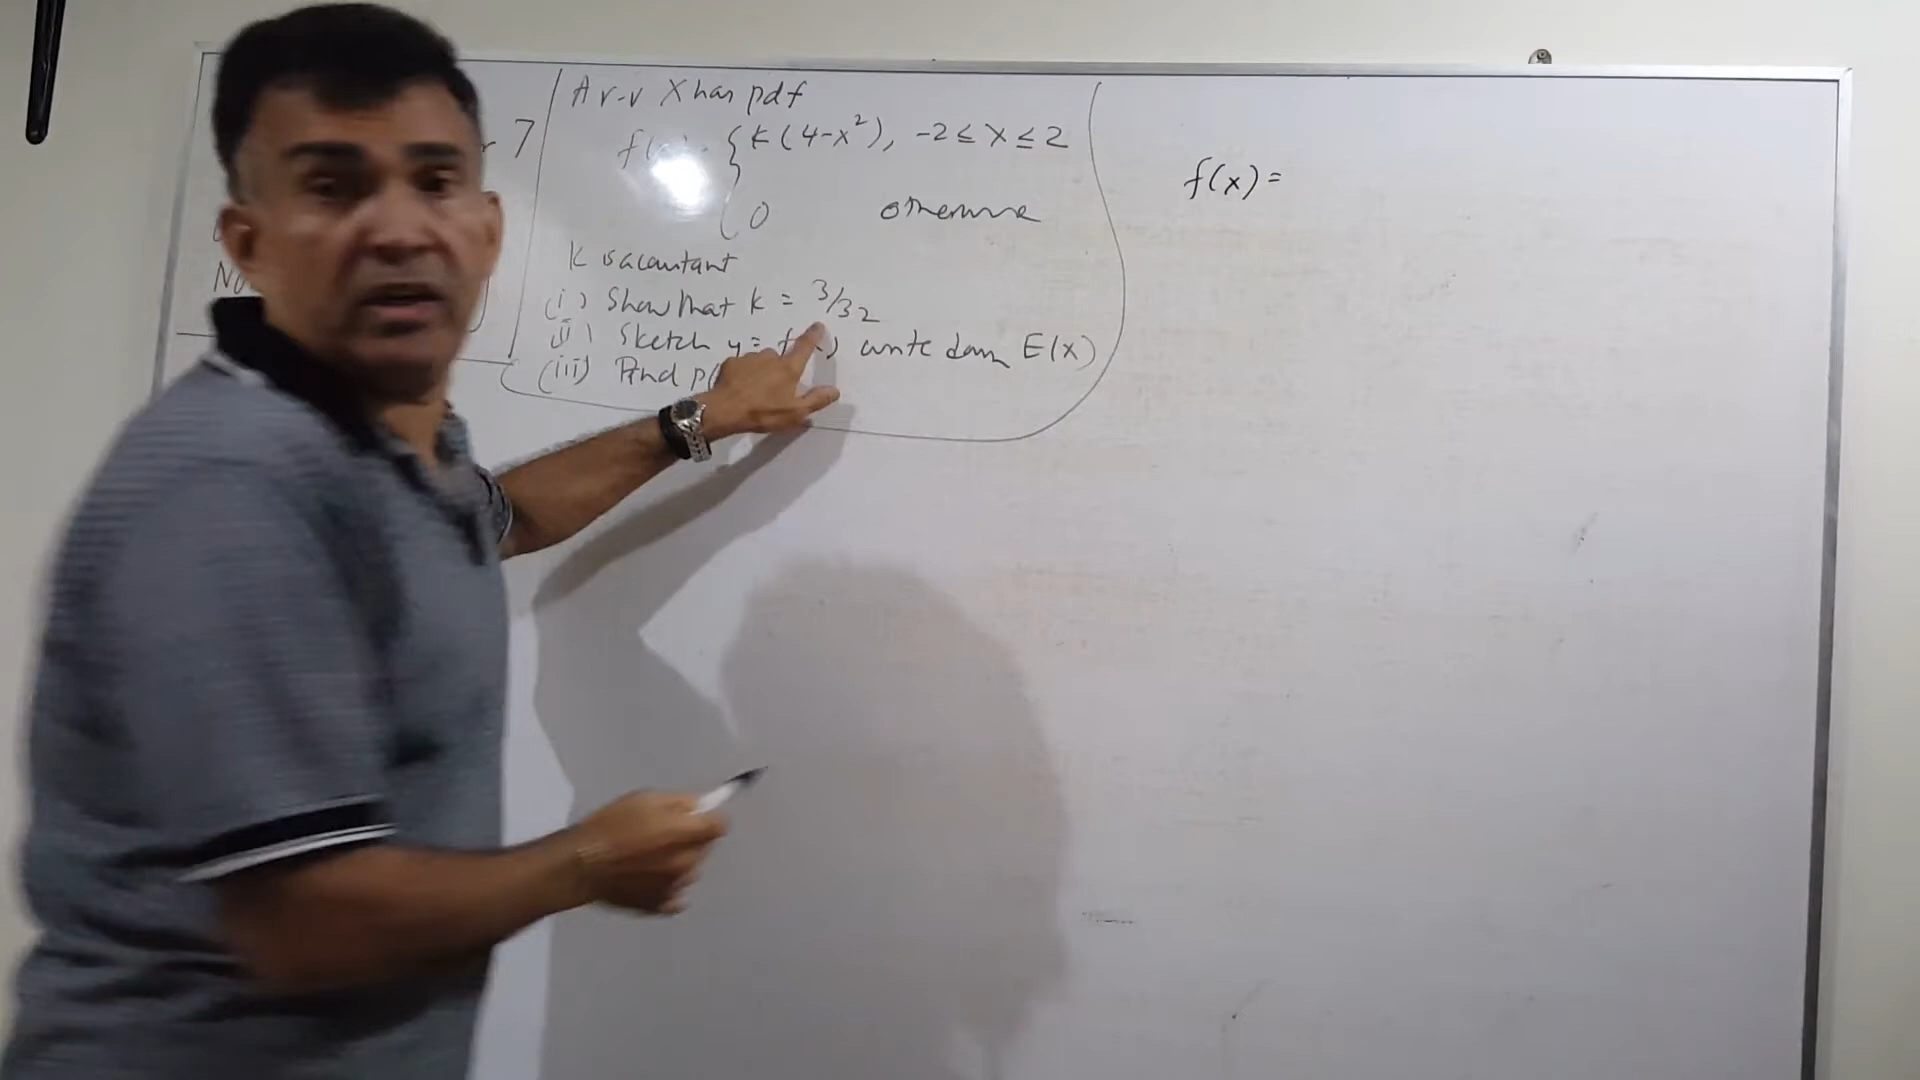 7
A r.v X has pdf
f( { k(4-x²), -2 ≤ x ≤ 2
0 otherwise
k is a constant
(i) Show that k = 3/32
(ii) Sketch y = f(x) write down E(X)
(iii) Find P(
f(x) =